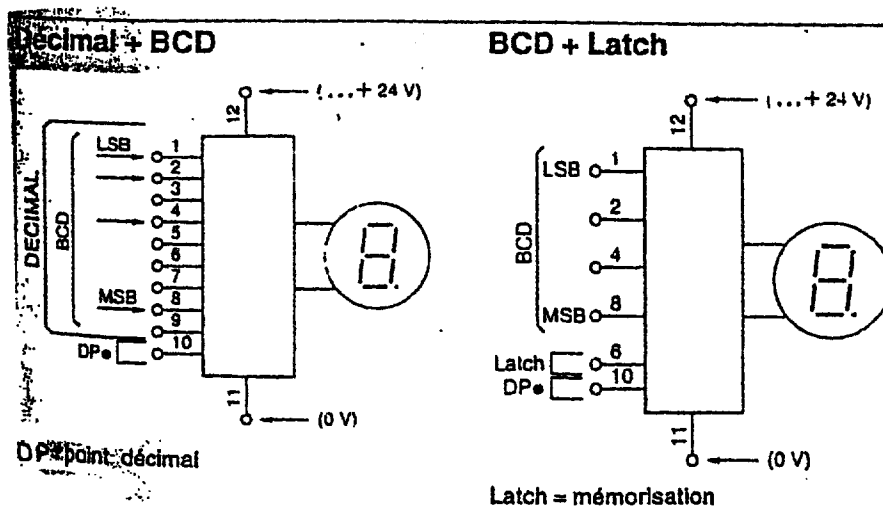 Décimal + BCD
(...+ 24 V)
12
DECIMAL
BCD
LSB 1
2
3
4
5
6
7
MSB 8
9
DP● 10
11
(0 V)
DP = point décimal
BCD + Latch
(...+ 24 V)
12
BCD
LSB 1
2
4
MSB 8
Latch 6
DP● 10
11
(0 V)
Latch = mémorisation